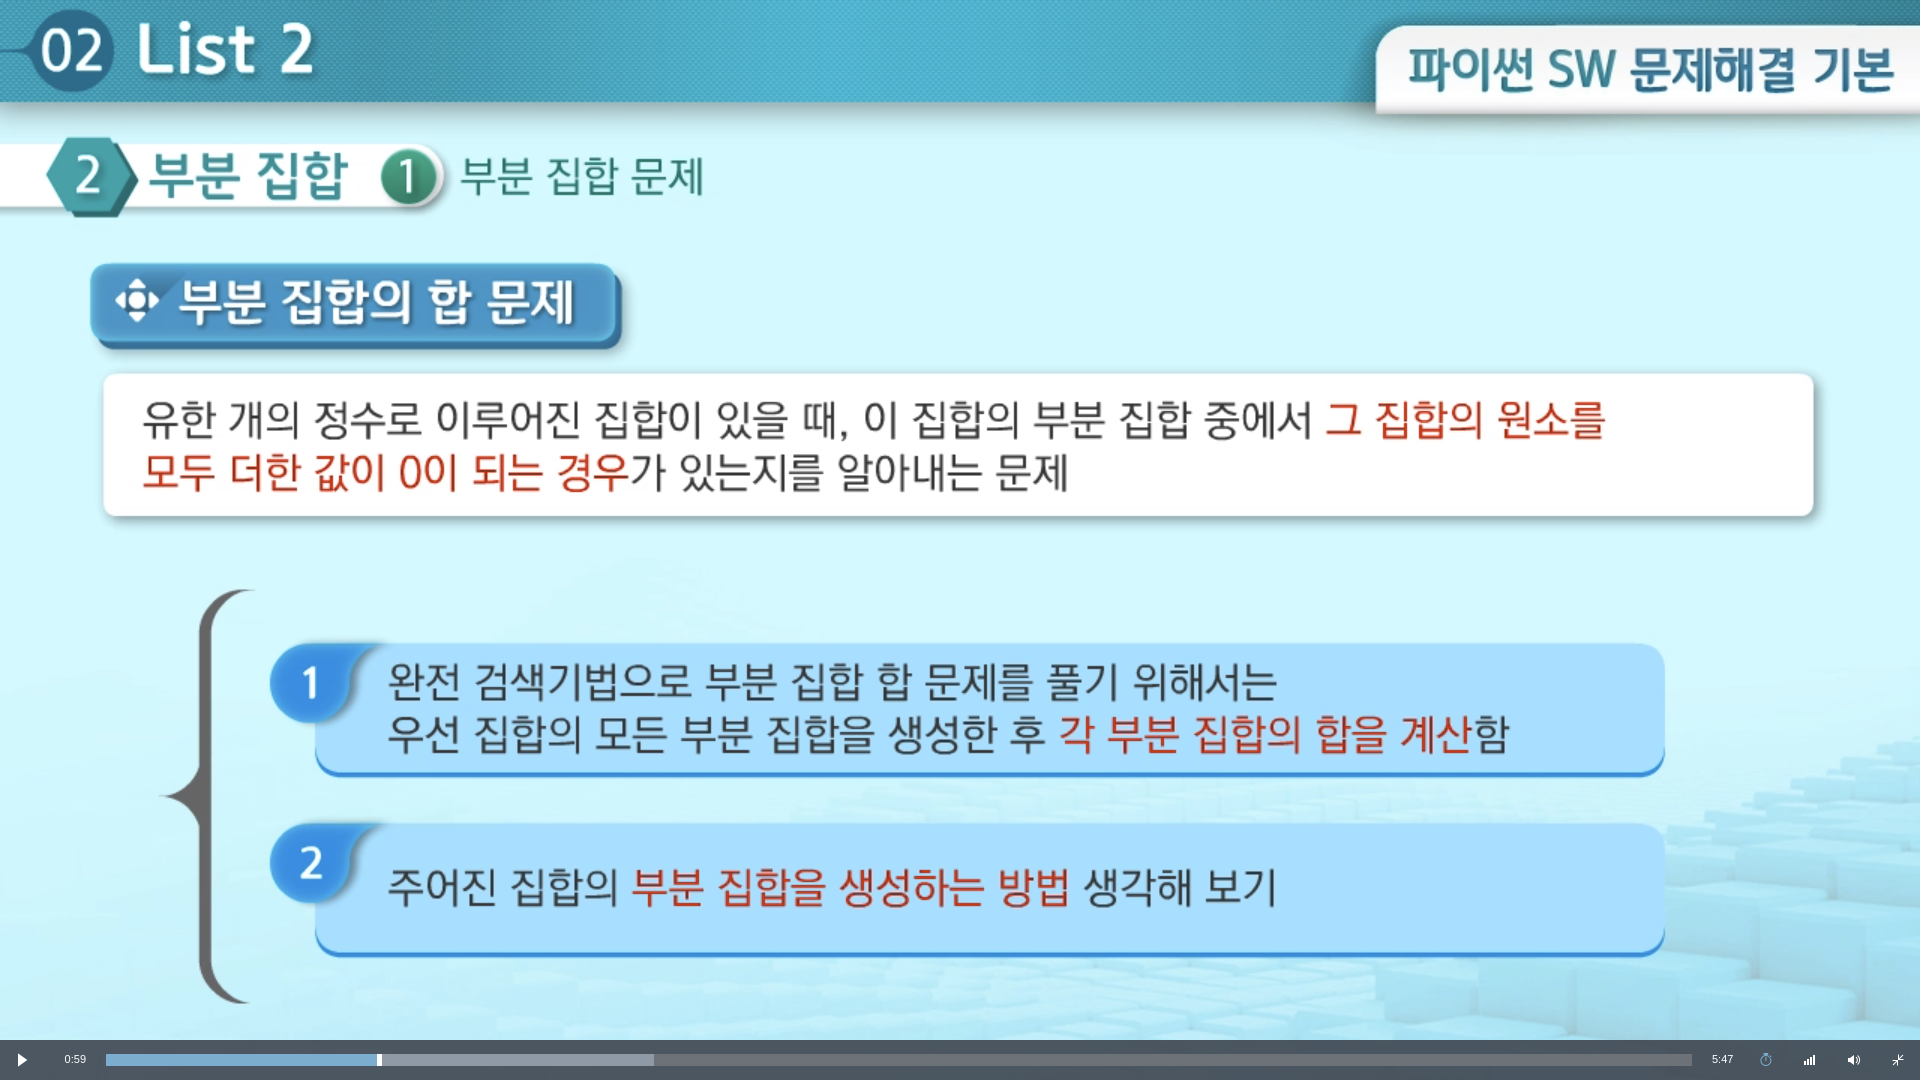 02 List 2
파이썬 SW 문제해결 기본
2 부분 집합 1 부분 집합 문제
부분 집합의 합 문제
유한 개의 정수로 이루어진 집합이 있을 때, 이 집합의 부분 집합 중에서 그 집합의 원소를
모두 더한 값이 0이 되는 경우가 있는지를 알아내는 문제
1 완전 검색기법으로 부분 집합 합 문제를 풀기 위해서는
우선 집합의 모든 부분 집합을 생성한 후 각 부분 집합의 합을 계산함
2 주어진 집합의 부분 집합을 생성하는 방법 생각해 보기
0:59 5:47